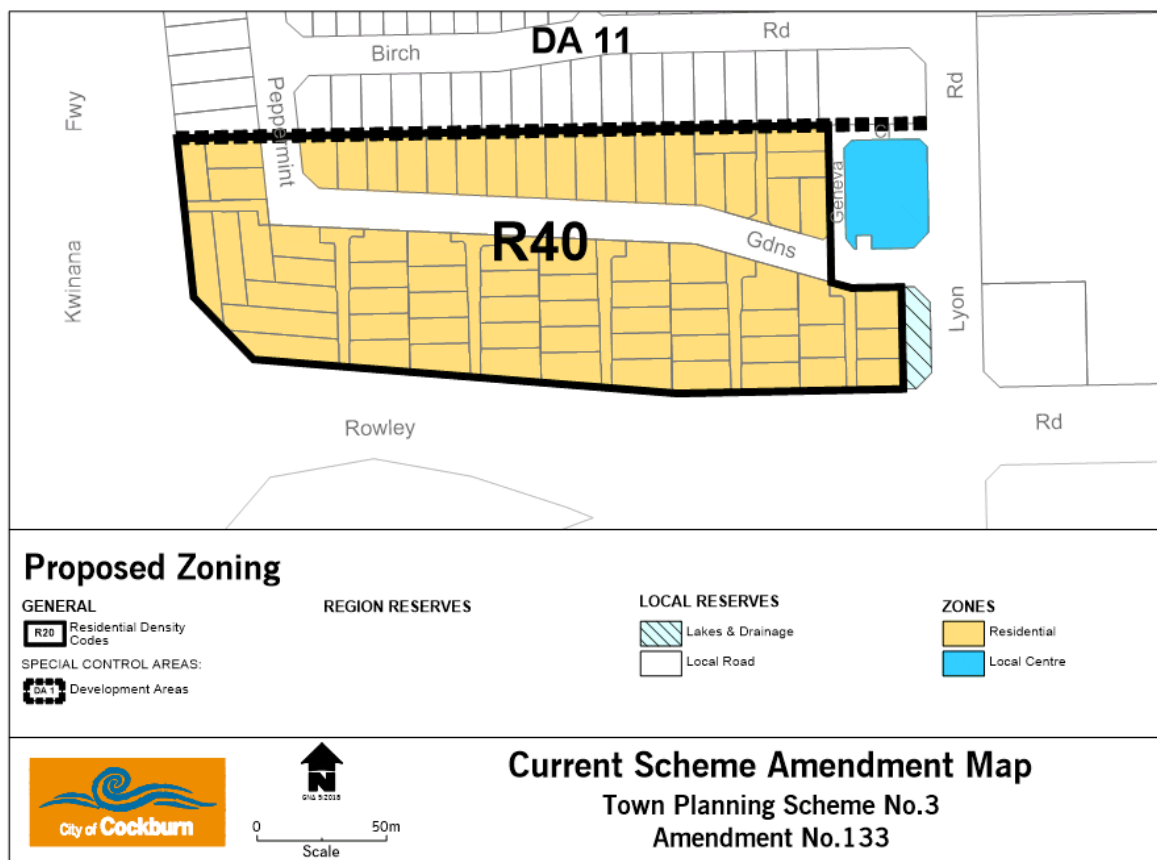 Birch
DA 11
Rd
Fwy
Peppermint
Rd
Geneva
R40
Gdns
Kwinana
Lyon
Rowley
Rd
Proposed Zoning
GENERAL
R20
Residential Density
Codes
SPECIAL CONTROL AREAS:
DA 1
Development Areas
REGION RESERVES
LOCAL RESERVES
Lakes & Drainage
Local Road
ZONES
Residential
Local Centre
City of Cockburn
N
GNA 9/2018
0 50m
Scale
Current Scheme Amendment Map
Town Planning Scheme No.3
Amendment No.133